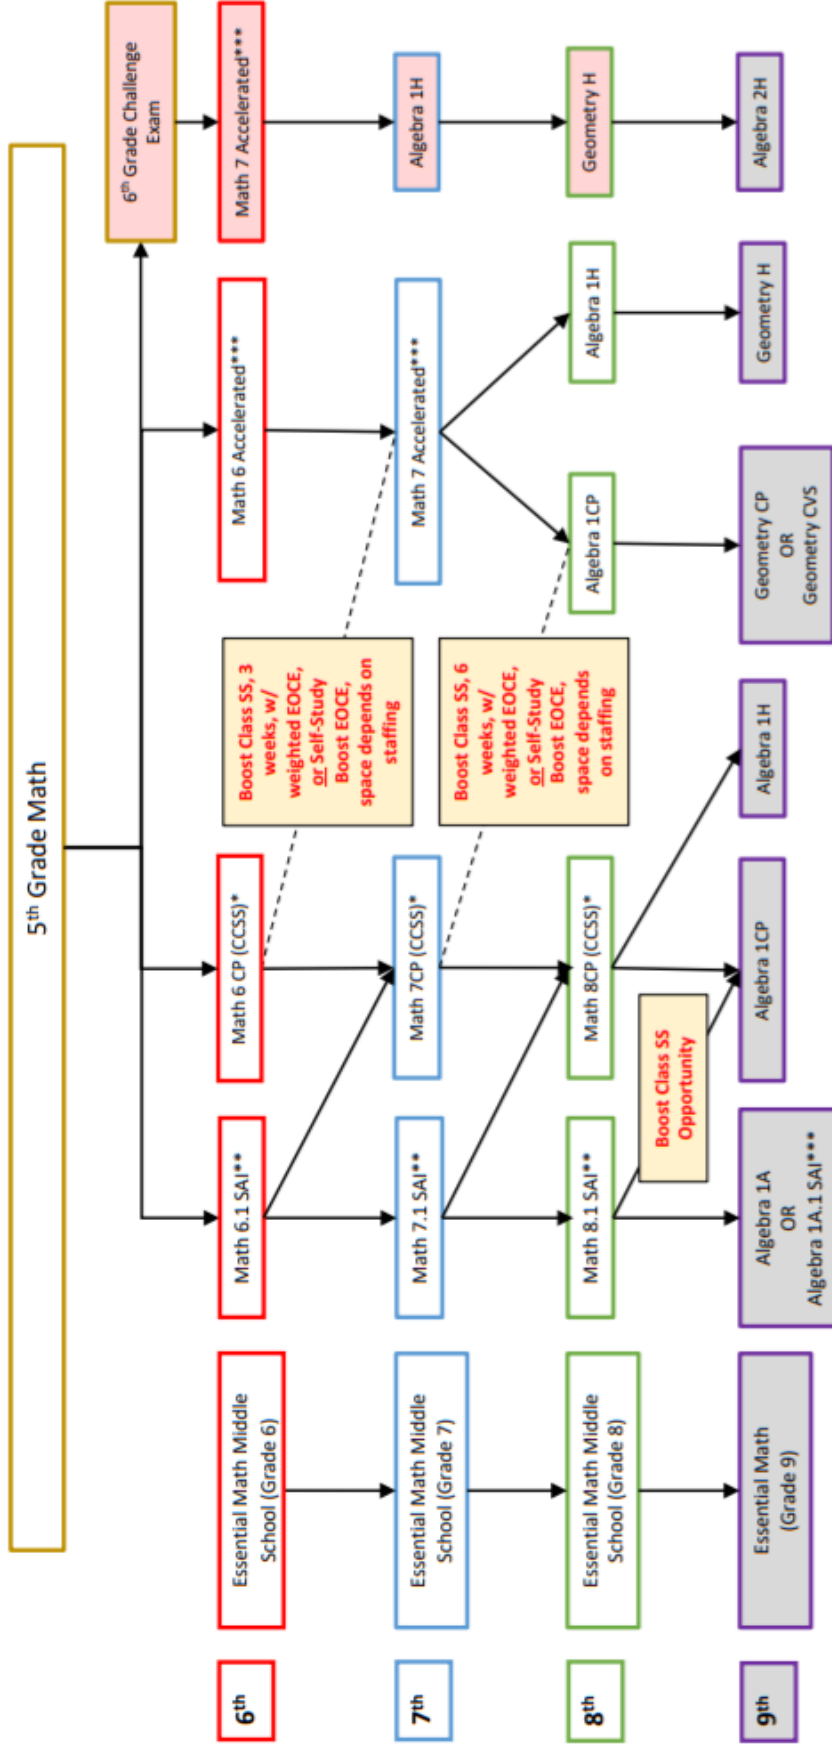 5th Grade Math
6th Grade Challenge
Exam
6th
Essential Math Middle
School (Grade 6)
Math 6.1 SAI**
Math 6 CP (CCSS)*
Math 6 Accelerated***
Math 7 Accelerated***
Boost Class SS, 3
weeks, w/
weighted EOCE,
or Self-Study
Boost EOCE,
space depends on
staffing
7th
Essential Math Middle
School (Grade 7)
Math 7.1 SAI**
Math 7CP (CCSS)*
Math 7 Accelerated***
Algebra 1H
Boost Class SS, 6
weeks, w/
weighted EOCE,
or Self-Study
Boost EOCE,
space depends
on staffing
8th
Essential Math Middle
School (Grade 8)
Math 8.1 SAI**
Math 8CP (CCSS)*
Algebra 1CP
Algebra 1H
Geometry H
Boost Class SS
Opportunity
9th
Essential Math
(Grade 9)
Algebra 1A
OR
Algebra 1A.1 SAI***
Algebra 1CP
Algebra 1H
Geometry CP
OR
Geometry CVS
Geometry H
Algebra 2H